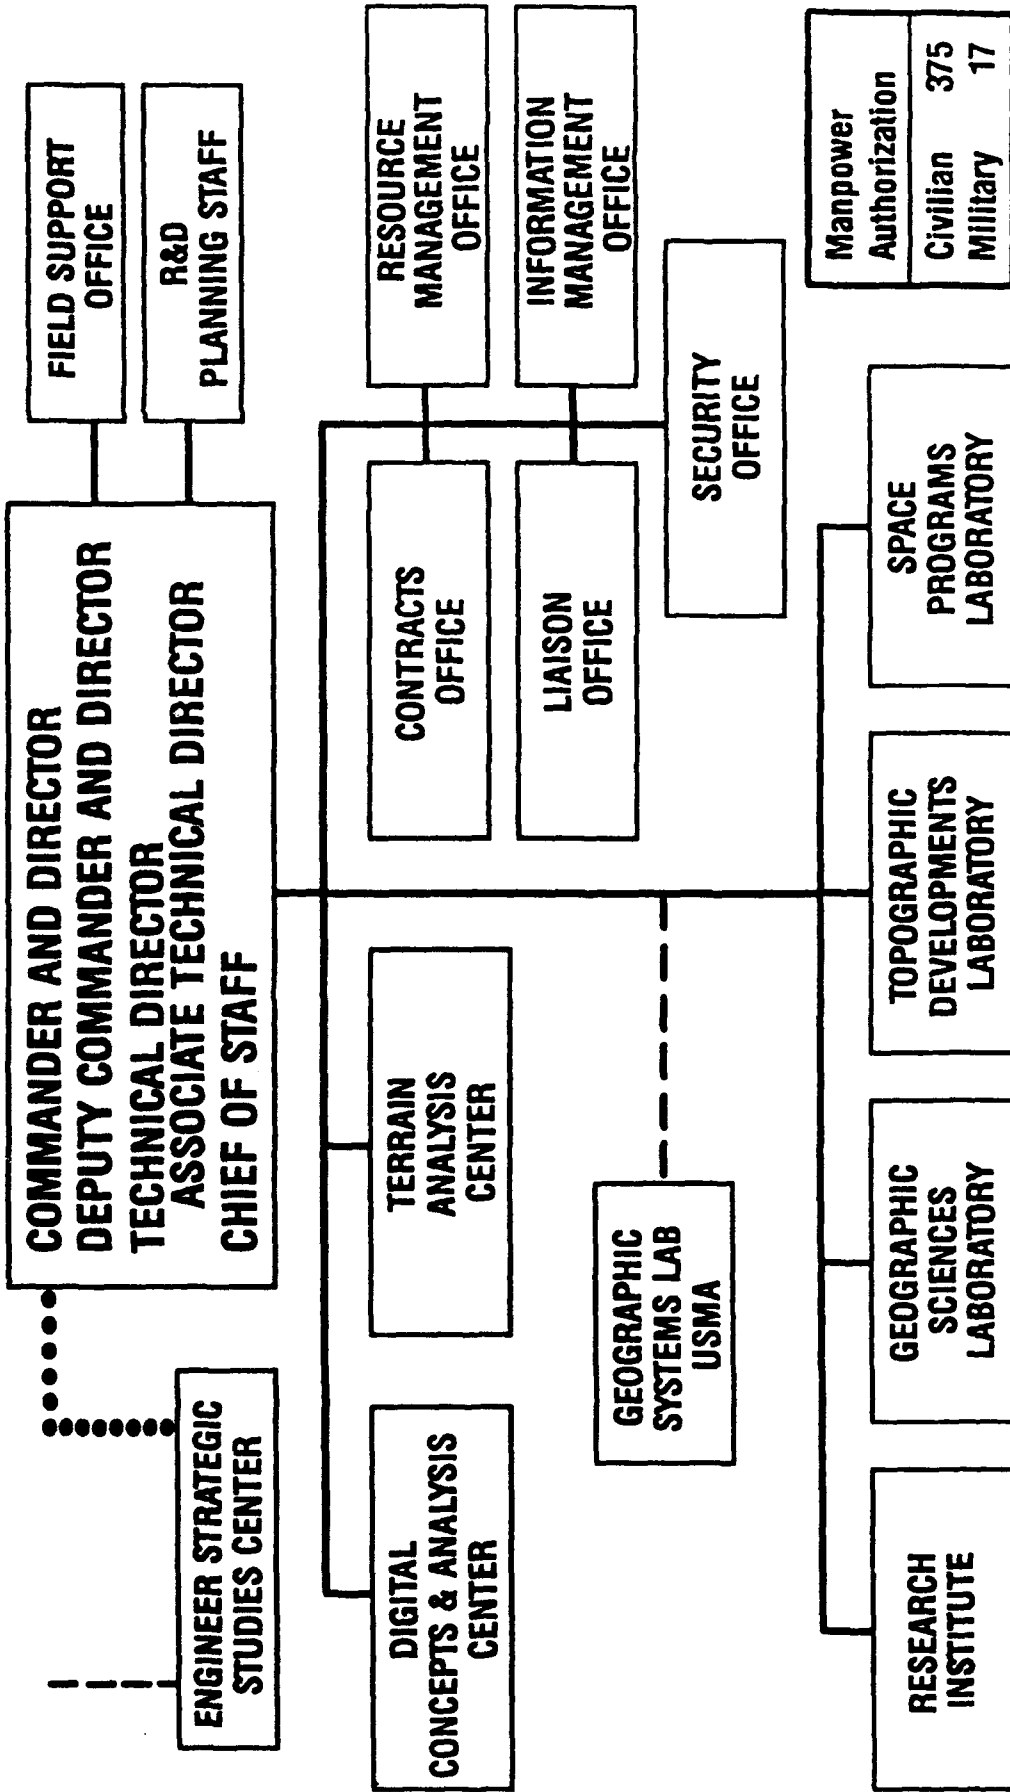 COMMANDER AND DIRECTOR
DEPUTY COMMANDER AND DIRECTOR
TECHNICAL DIRECTOR
ASSOCIATE TECHNICAL DIRECTOR
CHIEF OF STAFF
FIELD SUPPORT
OFFICE
R&D
PLANNING STAFF
ENGINEER STRATEGIC
STUDIES CENTER
DIGITAL
CONCEPTS & ANALYSIS
CENTER
TERRAIN
ANALYSIS
CENTER
CONTRACTS
OFFICE
RESOURCE
MANAGEMENT
OFFICE
LIAISON
OFFICE
INFORMATION
MANAGEMENT
OFFICE
GEOGRAPHIC
SYSTEMS LAB
USMA
SECURITY
OFFICE
RESEARCH
INSTITUTE
GEOGRAPHIC
SCIENCES
LABORATORY
TOPOGRAPHIC
DEVELOPMENTS
LABORATORY
SPACE
PROGRAMS
LABORATORY
Manpower
Authorization
Civilian 375
Military 17